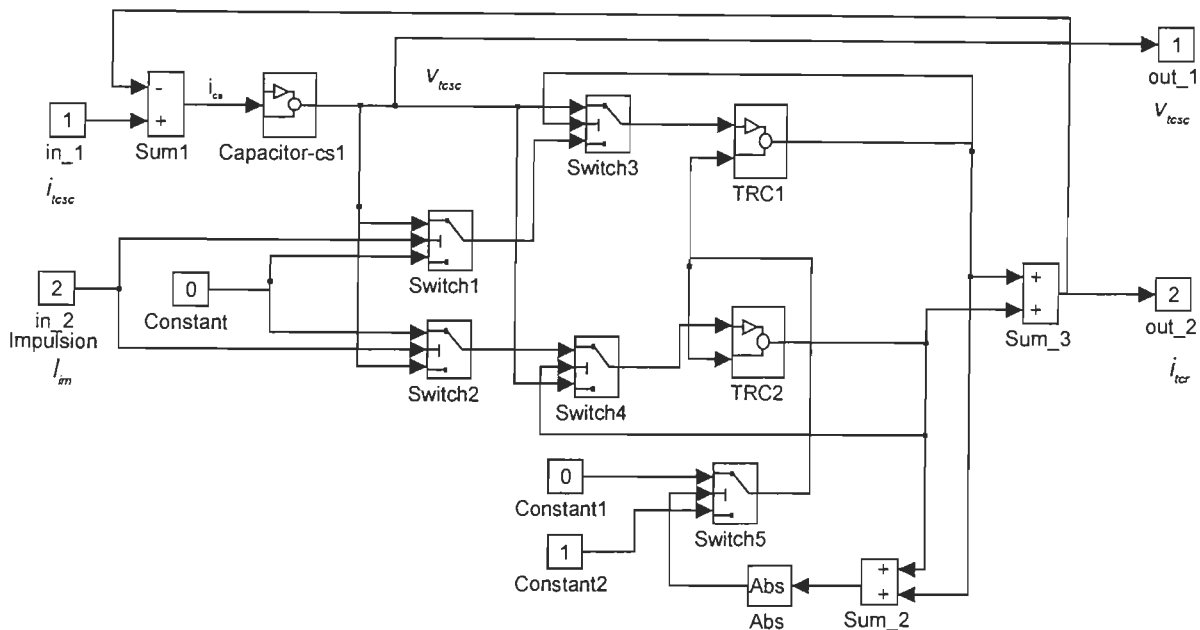 -
+
1
in_1
i_tcsc
Sum1
i_cs
Capacitor-cs1
V_tcsc
Switch3
TRC1
1
out_1
V_tcsc
2
in_2
Impulsion
I_im
0
Constant
Switch1
Switch2
Switch4
TRC2
+
+
Sum_3
2
out_2
i_tcr
0
Constant1
1
Constant2
Switch5
Abs
Abs
+
+
Sum_2